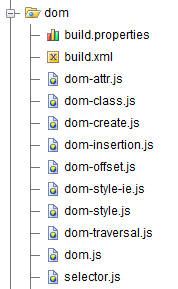 dom
build.properties
build.xml
dom-attr.js
dom-class.js
dom-create.js
dom-insertion.js
dom-offset.js
dom-style-ie.js
dom-style.js
dom-traversal.js
dom.js
selector.js